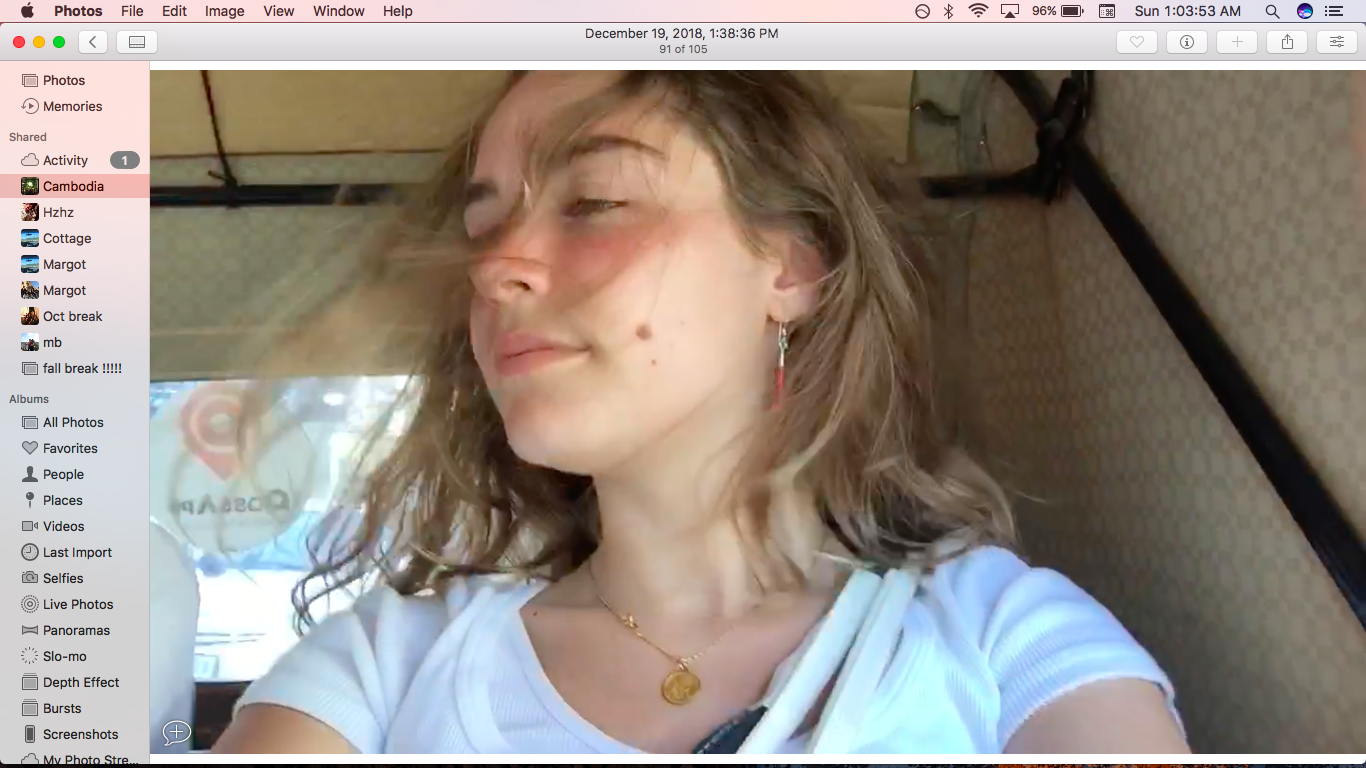 Photos File Edit Image View Window Help 96% Sun 1:03:53 AM
December 19, 2018, 1:38:36 PM
91 of 105
Photos
Memories
Shared
Activity 1
Cambodia
Hzhz
Cottage
Margot
Margot
Oct break
mb
fall break !!!!!
Albums
All Photos
Favorites
People
Places
Videos
Last Import
Selfies
Live Photos
Panoramas
Slo-mo
Depth Effect
Bursts
Screenshots
My Photo Stre...